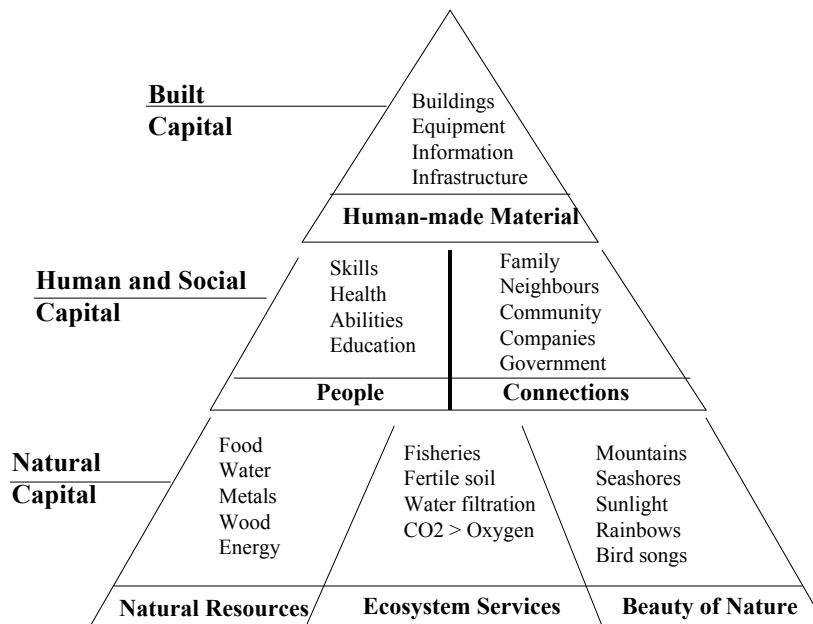 Built
Capital
Buildings
Equipment
Information
Infrastructure
Human-made Material
Human and Social
Capital
Skills
Health
Abilities
Education
People
Family
Neighbours
Community
Companies
Government
Connections
Natural
Capital
Food
Water
Metals
Wood
Energy
Natural Resources
Fisheries
Fertile soil
Water filtration
CO2 > Oxygen
Ecosystem Services
Mountains
Seashores
Sunlight
Rainbows
Bird songs
Beauty of Nature